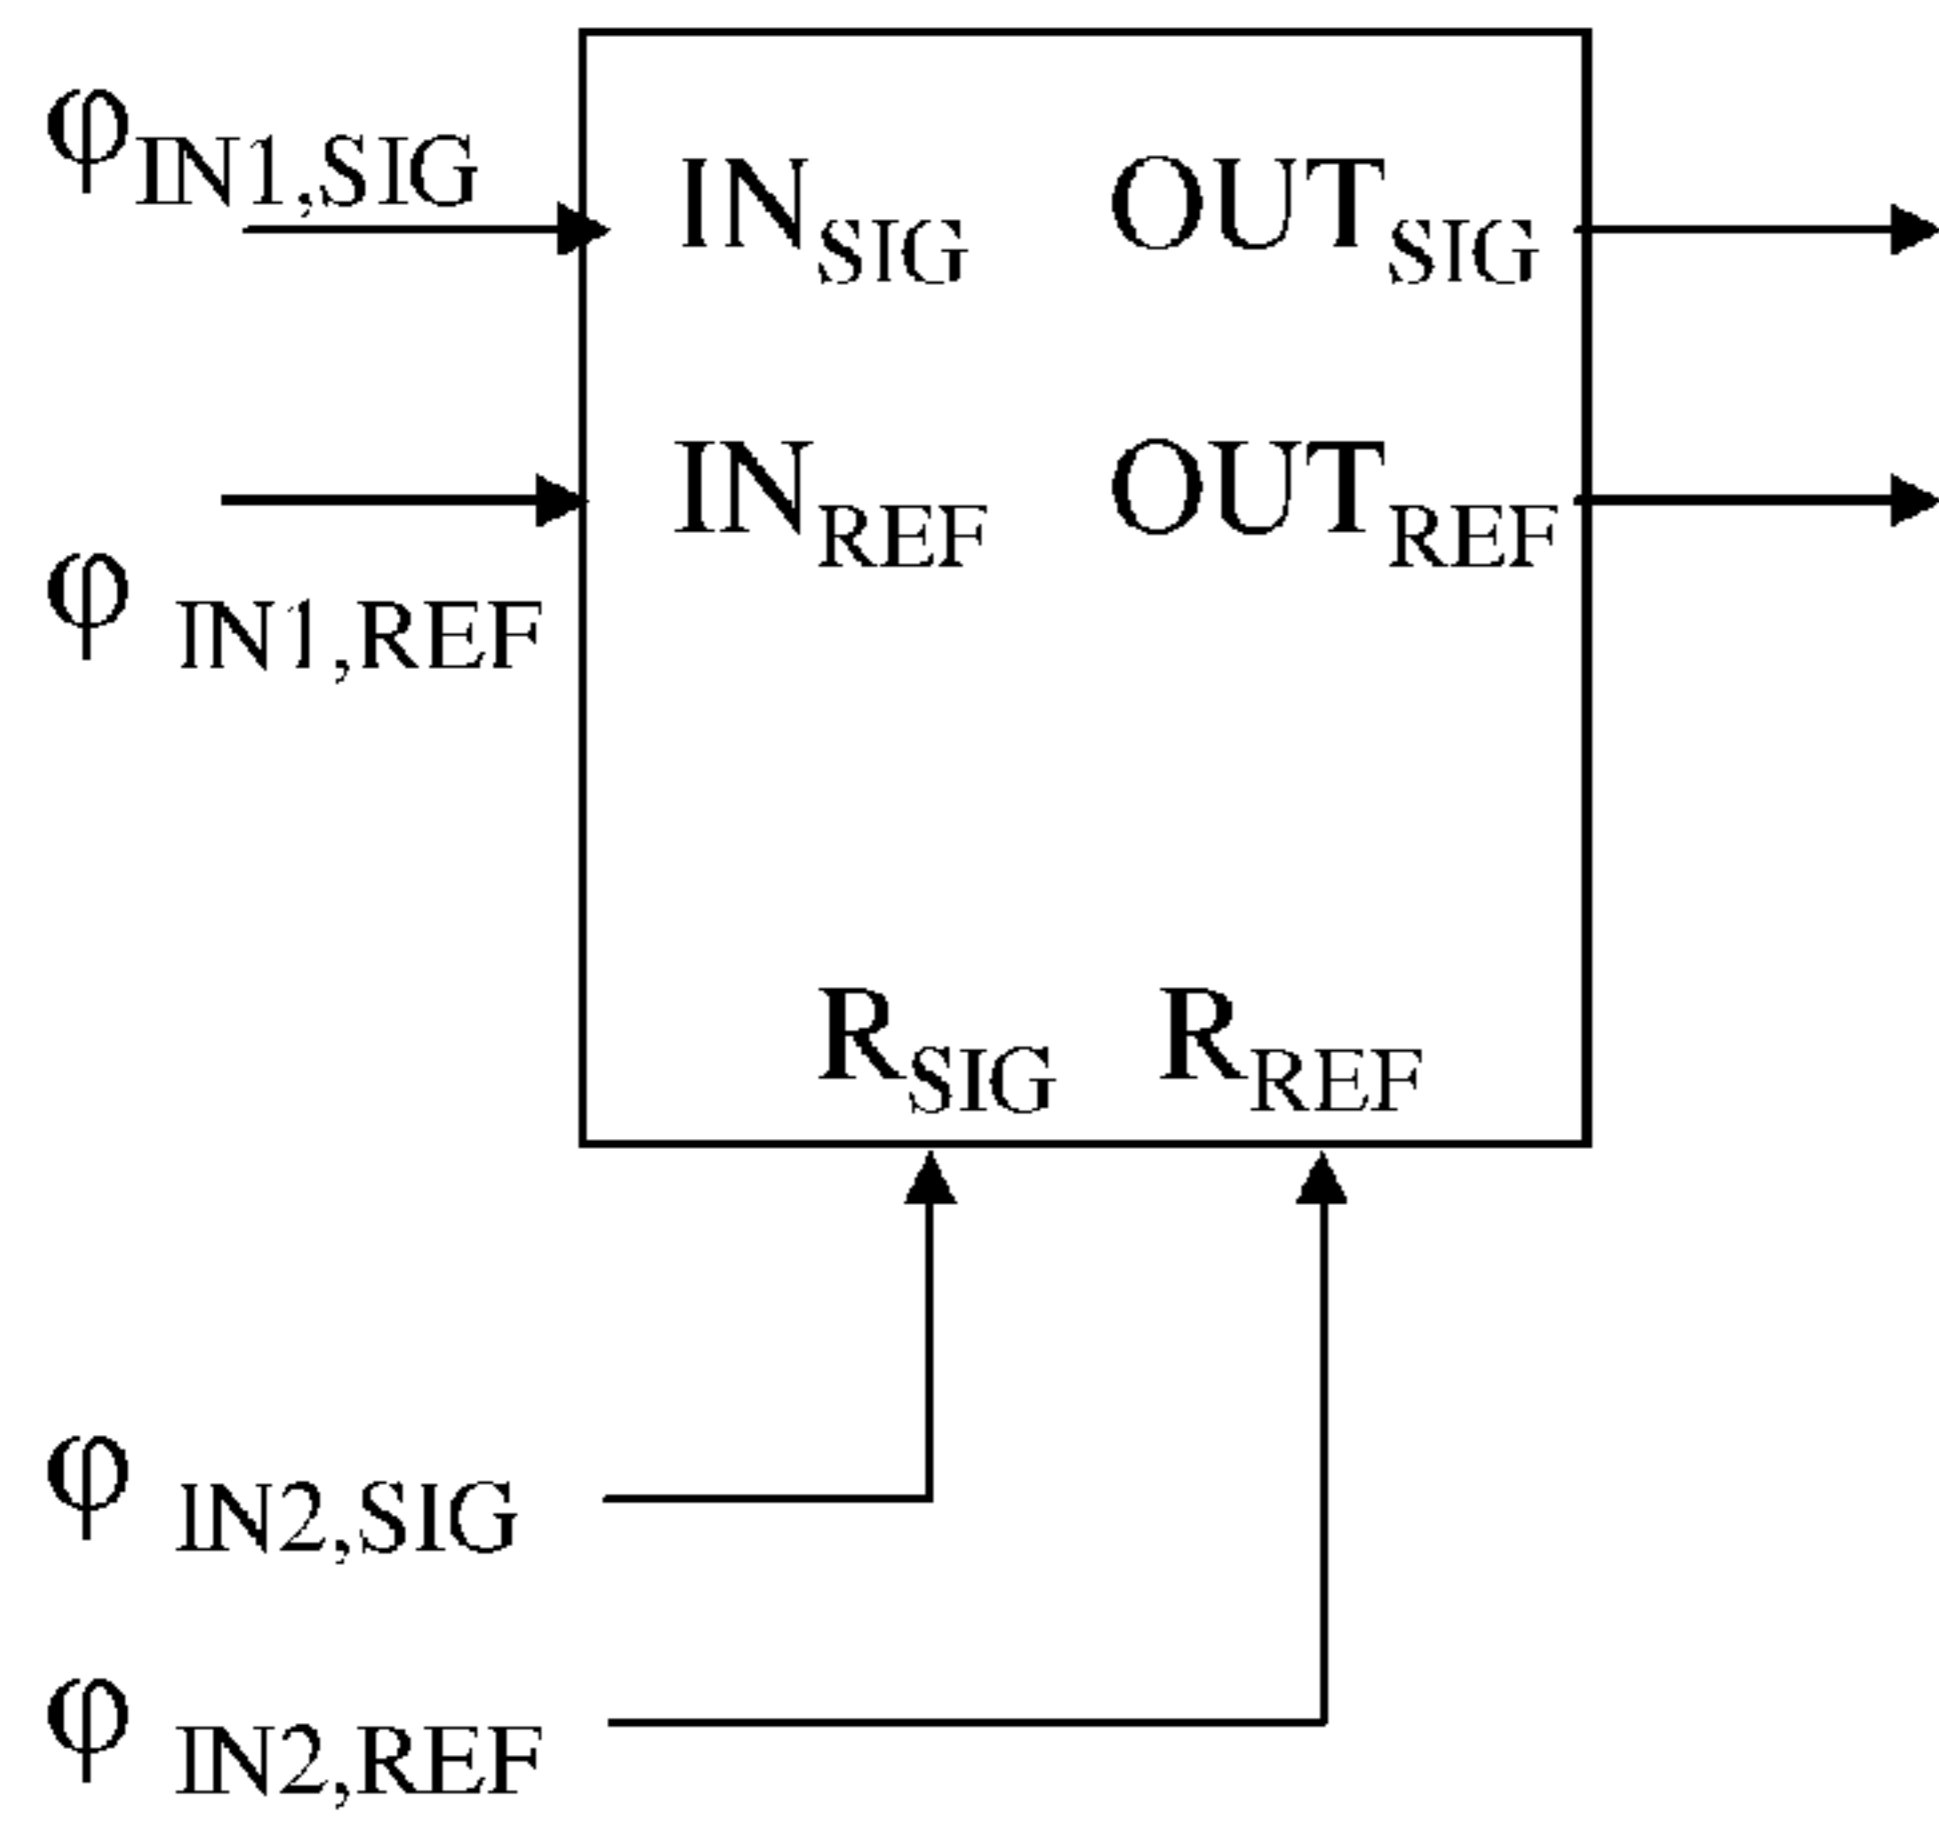 φIN1,SIG
INSIG OUTSIG
INREF OUTREF
φ IN1,REF
RSIG RREF
φ IN2,SIG
φ IN2,REF